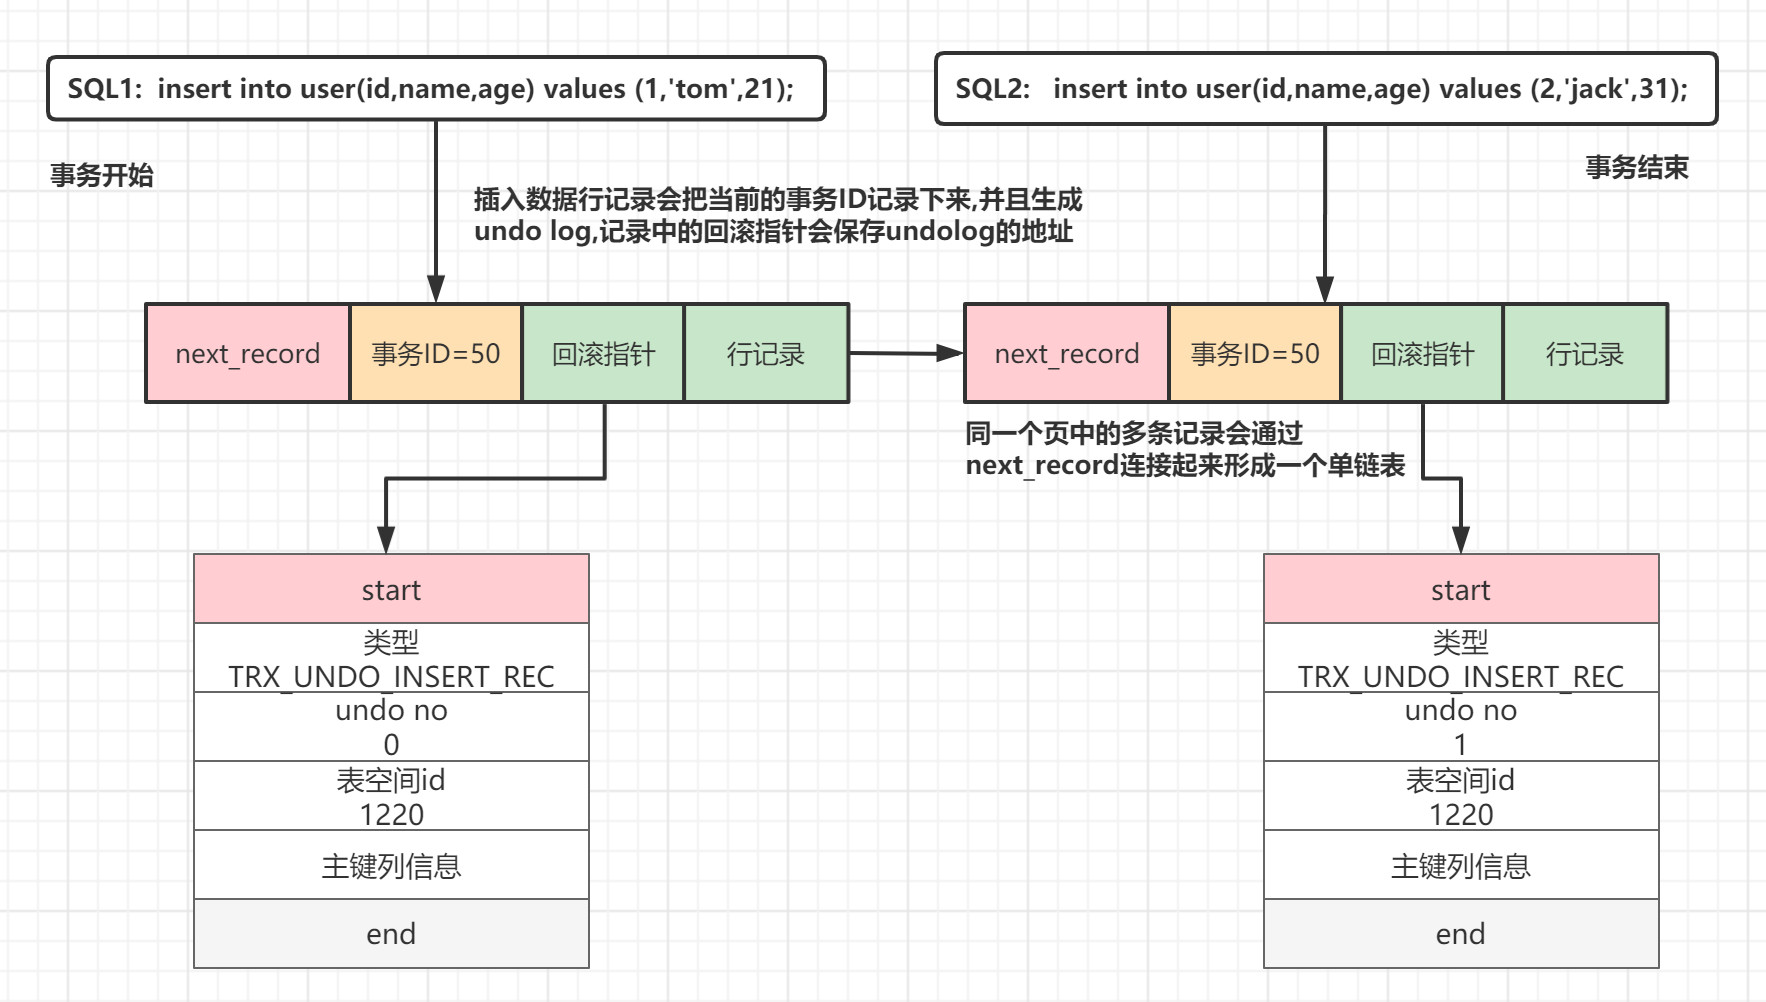 SQL1: insert into user(id,name,age) values (1,'tom',21);
SQL2: insert into user(id,name,age) values (2,'jack',31);
事务开始
事务结束
插入数据行记录会把当前的事务ID记录下来,并且生成
undo log,记录中的回滚指针会保存undolog的地址
next_record
事务ID=50
回滚指针
行记录
next_record
事务ID=50
回滚指针
行记录
同一个页中的多条记录会通过
next_record连接起来形成一个单链表
start
类型
TRX_UNDO_INSERT_REC
undo no
0
表空间id
1220
主键列信息
end
start
类型
TRX_UNDO_INSERT_REC
undo no
1
表空间id
1220
主键列信息
end